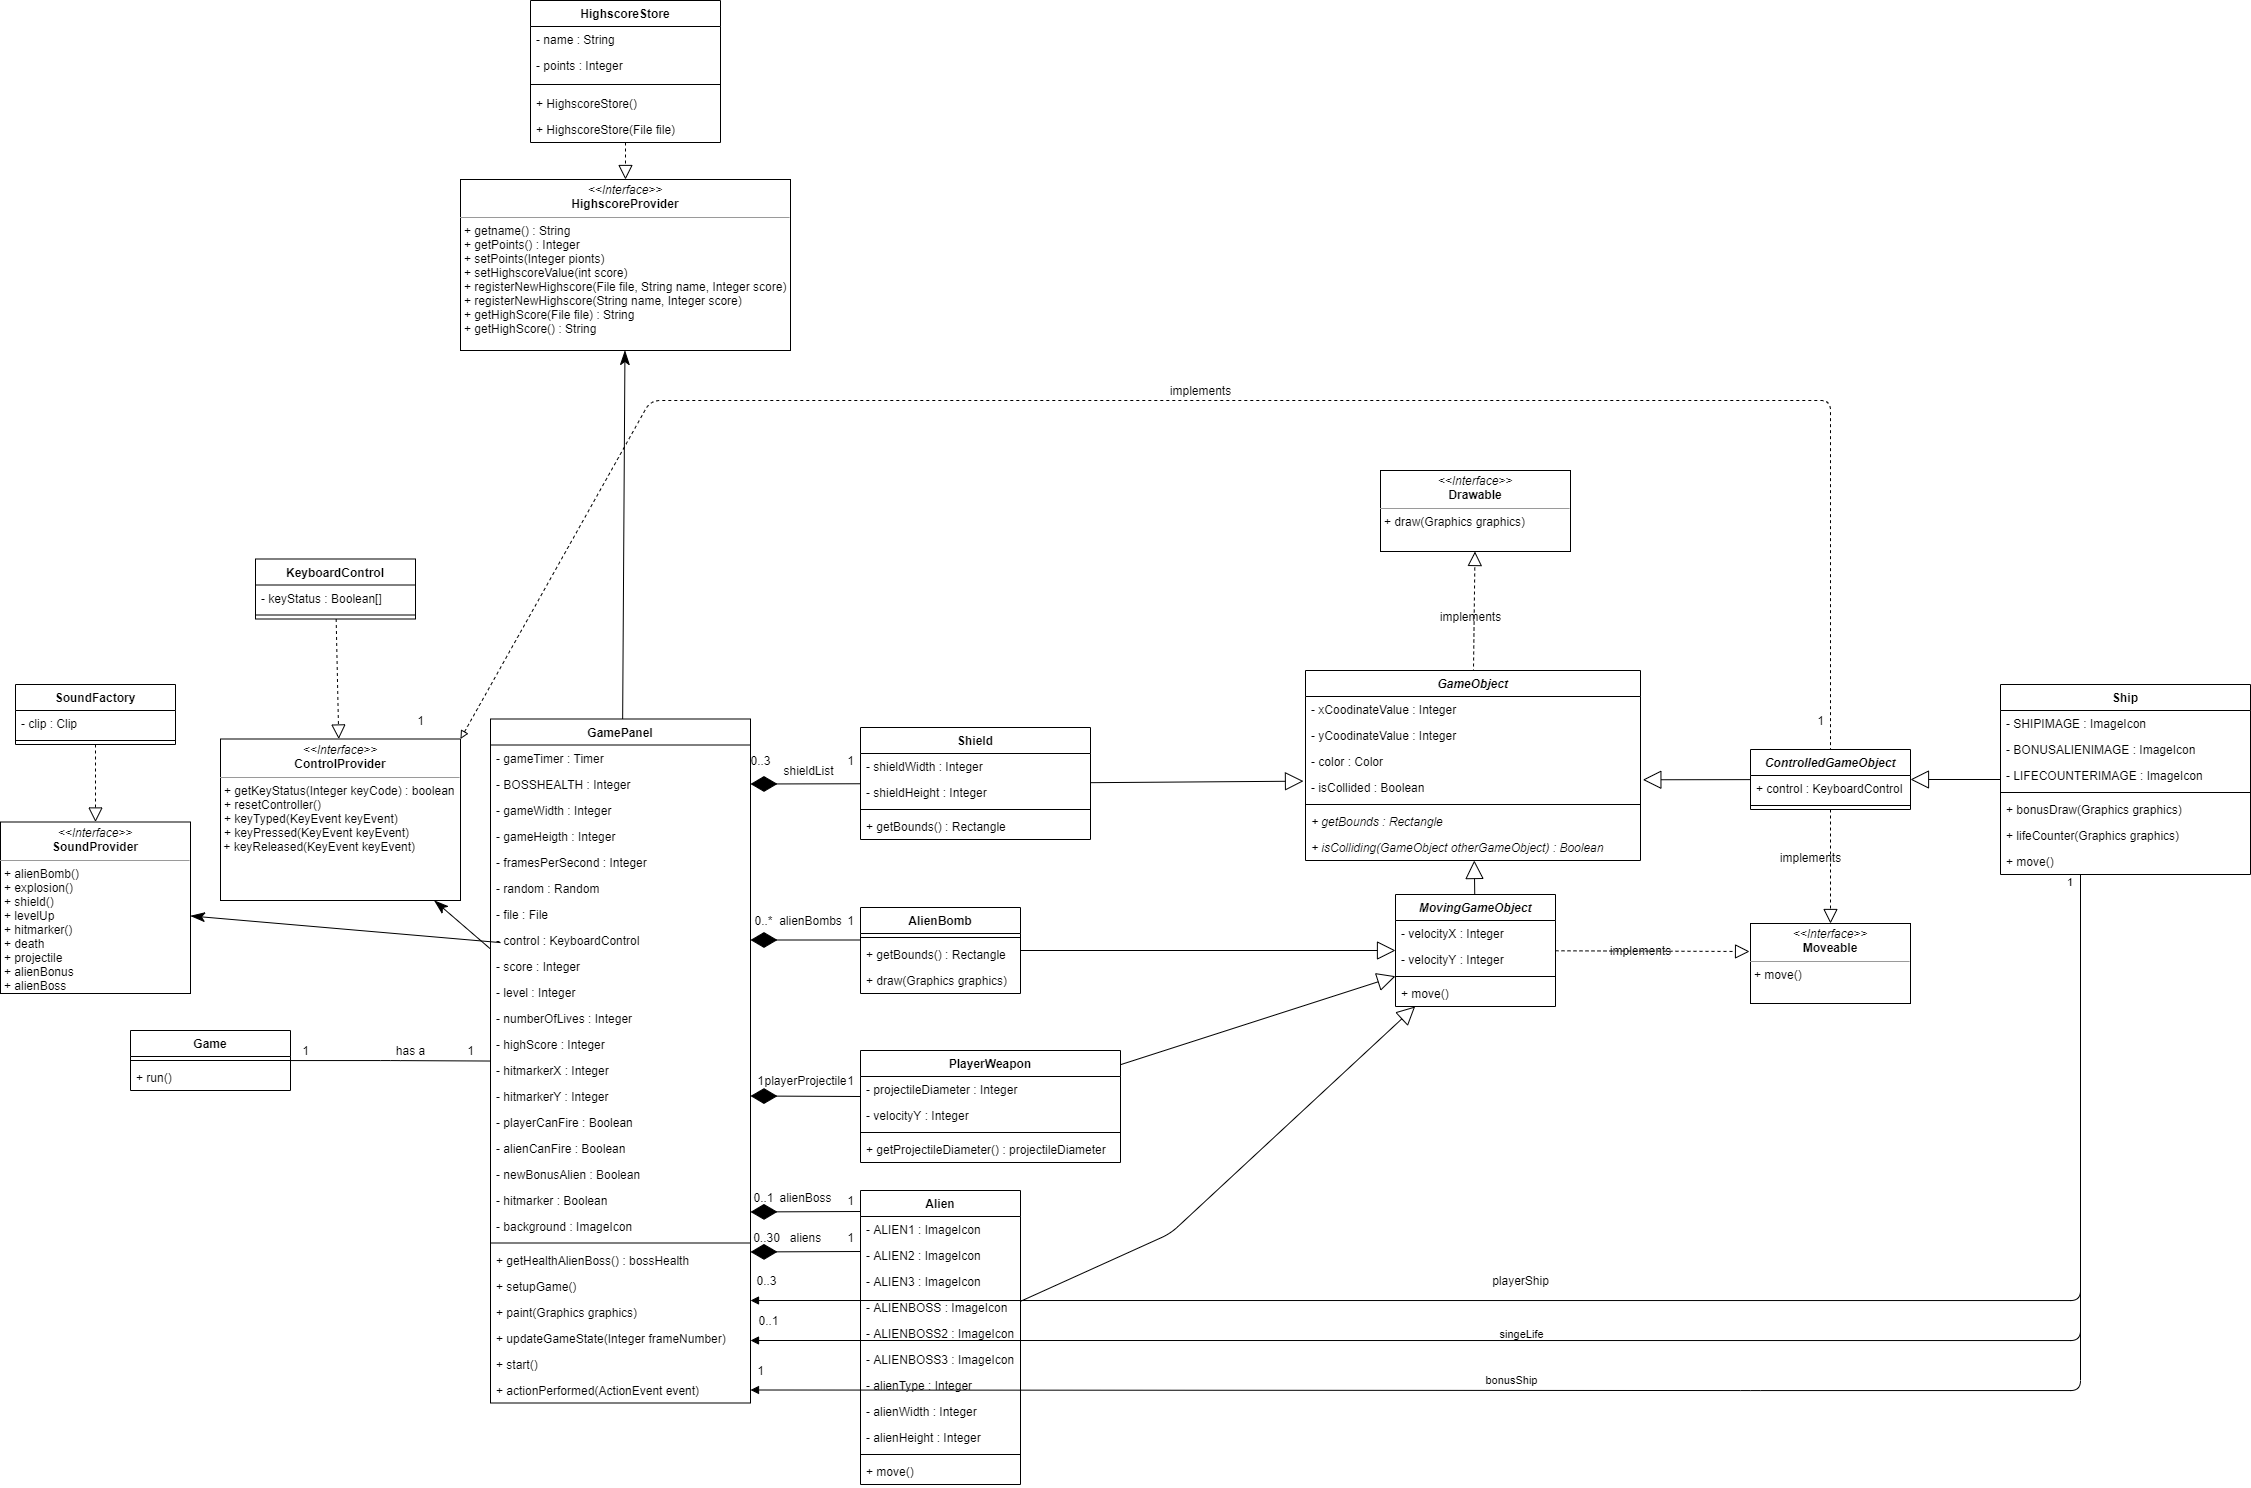 HighscoreStore
- name : String
- points : Integer
+ HighscoreStore()
+ HighscoreStore(File file)
<<Interface>>
HighscoreProvider
+ getname() : String
+ getPoints() : Integer
+ setPoints(Integer pionts)
+ setHighscoreValue(int score)
+ registerNewHighscore(File file, String name, Integer score)
+ registerNewHighscore(String name, Integer score)
+ getHighScore(File file) : String
+ getHighScore() : String
implements
<<Interface>>
Drawable
+ draw(Graphics graphics)
implements
KeyboardControl
- keyStatus : Boolean[]
SoundFactory
- clip : Clip
1
<<Interface>>
ControlProvider
+ getKeyStatus(Integer keyCode) : boolean
+ resetController()
+ keyTyped(KeyEvent keyEvent)
+ keyPressed(KeyEvent keyEvent)
+ keyReleased(KeyEvent keyEvent)
<<Interface>>
SoundProvider
+ alienBomb()
+ explosion()
+ shield()
+ levelUp
+ hitmarker()
+ death
+ projectile
+ alienBonus
+ alienBoss
Game
+ run()
1 has a 1
GamePanel
- gameTimer : Timer
- BOSSHEALTH : Integer
- gameWidth : Integer
- gameHeigth : Integer
- framesPerSecond : Integer
- random : Random
- file : File
- control : KeyboardControl
- score : Integer
- level : Integer
- numberOfLives : Integer
- highScore : Integer
- hitmarkerX : Integer
- hitmarkerY : Integer
- playerCanFire : Boolean
- alienCanFire : Boolean
- newBonusAlien : Boolean
- hitmarker : Boolean
- background : ImageIcon
+ getHealthAlienBoss() : bossHealth
+ setupGame()
+ paint(Graphics graphics)
+ updateGameState(Integer frameNumber)
+ start()
+ actionPerformed(ActionEvent event)
0..3 shieldList 1
Shield
- shieldWidth : Integer
- shieldHeight : Integer
+ getBounds() : Rectangle
0..* alienBombs 1
AlienBomb
+ getBounds() : Rectangle
+ draw(Graphics graphics)
1 playerProjectile 1
PlayerWeapon
- projectileDiameter : Integer
- velocityY : Integer
+ getProjectileDiameter() : projectileDiameter
0..1 alienBoss 1
0..30 aliens 1
Alien
- ALIEN1 : ImageIcon
- ALIEN2 : ImageIcon
- ALIEN3 : ImageIcon
- ALIENBOSS : ImageIcon
- ALIENBOSS2 : ImageIcon
- ALIENBOSS3 : ImageIcon
- alienType : Integer
- alienWidth : Integer
- alienHeight : Integer
+ move()
GameObject
- xCoodinateValue : Integer
- yCoodinateValue : Integer
- color : Color
- isCollided : Boolean
+ getBounds : Rectangle
+ isColliding(GameObject otherGameObject) : Boolean
MovingGameObject
- velocityX : Integer
- velocityY : Integer
+ move()
implements
1
ControlledGameObject
+ control : KeyboardControl
implements
<<Interface>>
Moveable
+ move()
Ship
- SHIPIMAGE : ImageIcon
- BONUSALIENIMAGE : ImageIcon
- LIFECOUNTERIMAGE : ImageIcon
+ bonusDraw(Graphics graphics)
+ lifeCounter(Graphics graphics)
+ move()
1
0..3 playerShip
0..1 singeLife
1 bonusShip